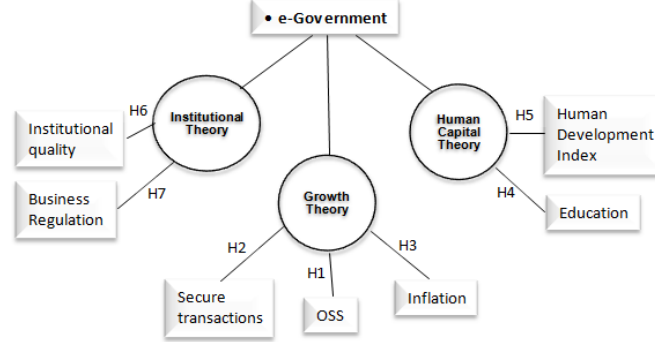 • e-Government
H6
Institutional
quality
Institutional
Theory
H7
Business
Regulation
Human
Capital
Theory
H5
Human
Development
Index
H4
Education
Growth
Theory
H2
Secure
transactions
H1
OSS
H3
Inflation